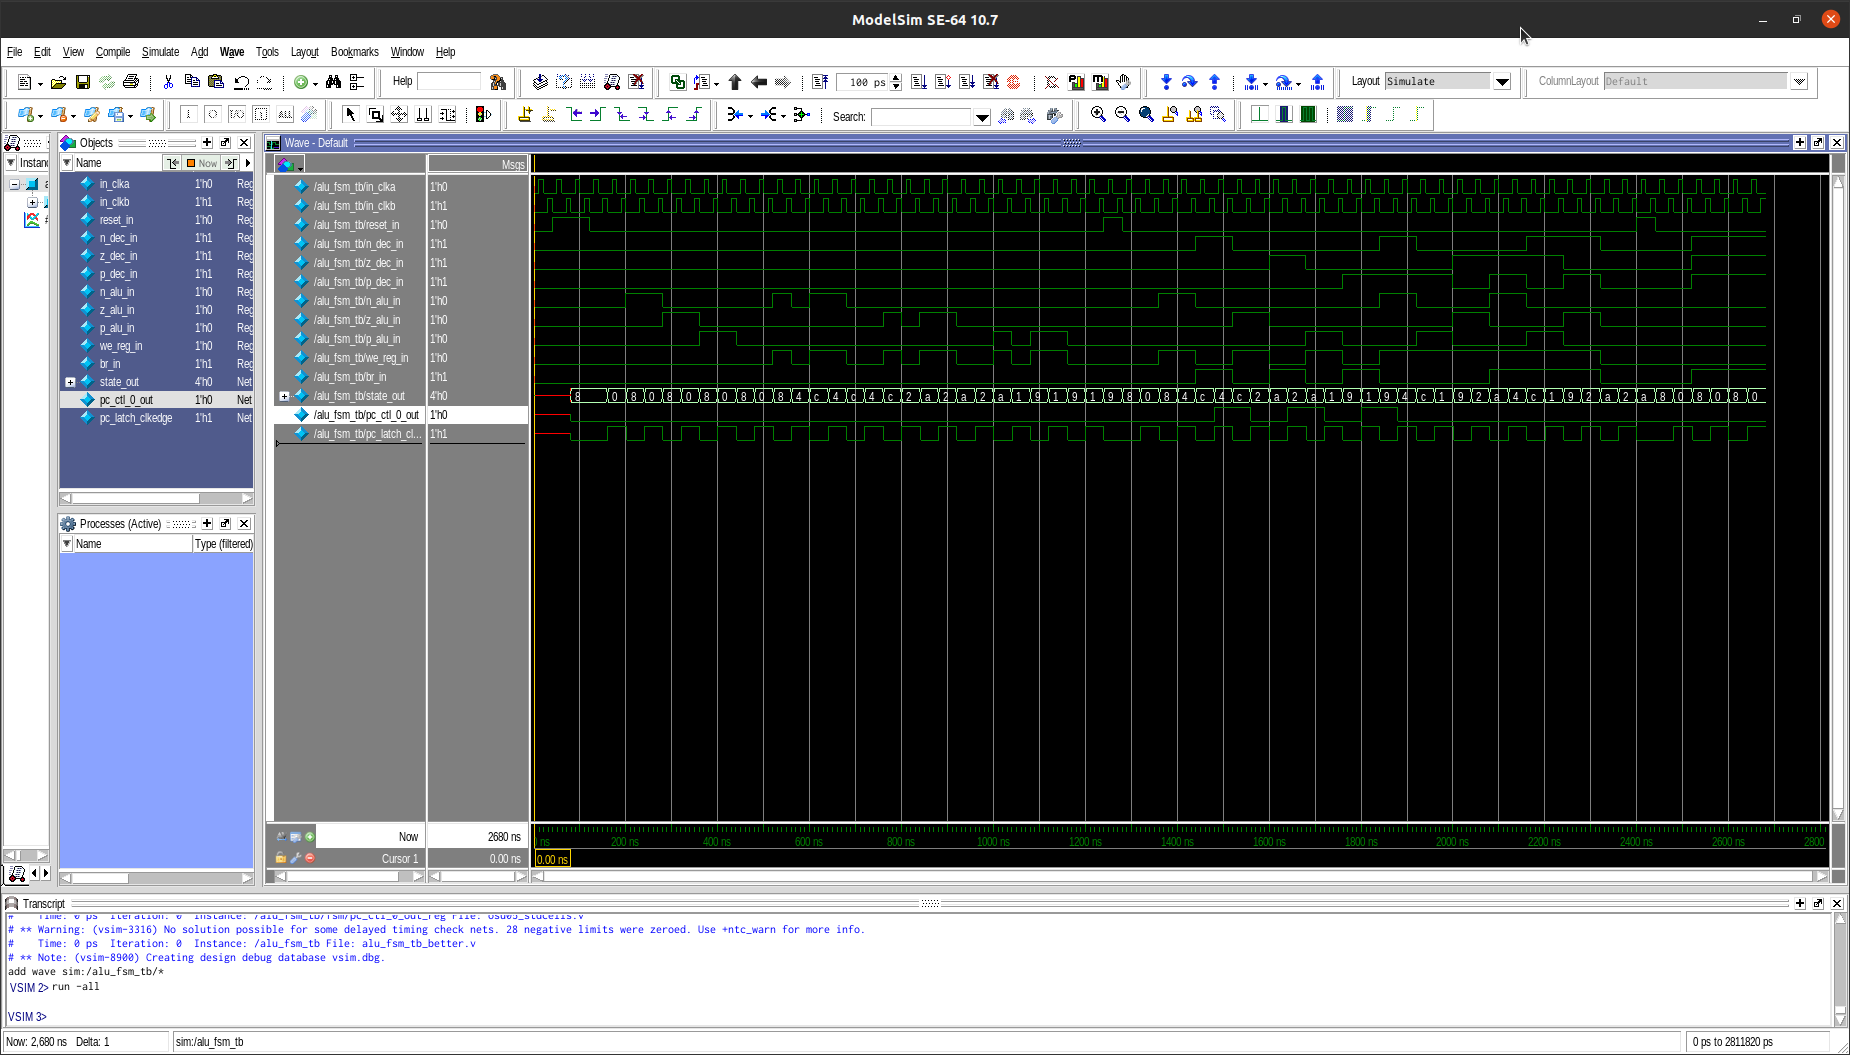 ModelSim SE-64 10.7
File Edit View Compile Simulate Add Wave Tools Layout Bookmarks Window Help
Help 100 ps Layout Simulate ColumnLayout Default
Search:
Objects
Name Now
in_clka 1'h0 Reg
in_clkb 1'h1 Reg
reset_in 1'h0 Reg
n_dec_in 1'h1 Reg
z_dec_in 1'h1 Reg
p_dec_in 1'h1 Reg
n_alu_in 1'h0 Reg
z_alu_in 1'h0 Reg
p_alu_in 1'h0 Reg
we_reg_in 1'h0 Reg
br_in 1'h1 Reg
state_out 4'h0 Net
pc_ctl_0_out 1'h0 Net
pc_latch_clkedge 1'h1 Net
Instanc
Processes (Active)
Name Type (filtered)
Wave - Default
Msgs
/alu_fsm_tb/in_clka 1'h0
/alu_fsm_tb/in_clkb 1'h1
/alu_fsm_tb/reset_in 1'h0
/alu_fsm_tb/n_dec_in 1'h1
/alu_fsm_tb/z_dec_in 1'h1
/alu_fsm_tb/p_dec_in 1'h1
/alu_fsm_tb/n_alu_in 1'h0
/alu_fsm_tb/z_alu_in 1'h0
/alu_fsm_tb/p_alu_in 1'h0
/alu_fsm_tb/we_reg_in 1'h0
/alu_fsm_tb/br_in 1'h1
/alu_fsm_tb/state_out 4'h0 8 0 8 0 8 0 8 0 8 0 8 4 c 4 c 4 c 2 a 2 a 2 a 1 9 1 9 1 9 8 0 8 4 c 4 c 2 a 2 a 1 9 1 9 4 c 1 9 2 a 4 c 1 9 2 a 2 a 8 0 8 0 8 0
/alu_fsm_tb/pc_ctl_0_out 1'h0
/alu_fsm_tb/pc_latch_cl... 1'h1
Now 2680 ns
ns 200 ns 400 ns 600 ns 800 ns 1000 ns 1200 ns 1400 ns 1600 ns 1800 ns 2000 ns 2200 ns 2400 ns 2600 ns 2800
Cursor 1 0.00 ns 0.00 ns
Transcript
# Time: 0 ps Iteration: 0 Instance: /alu_fsm_tb/fsm/pc_ctl_0_out_reg File: osu05_stdcells.v
# ** Warning: (vsim-3316) No solution possible for some delayed timing check nets. 28 negative limits were zeroed. Use +ntc_warn for more info.
# Time: 0 ps Iteration: 0 Instance: /alu_fsm_tb File: alu_fsm_tb_better.v
# ** Note: (vsim-8900) Creating design debug database vsim.dbg.
add wave sim:/alu_fsm_tb/*
VSIM 2> run -all
VSIM 3>
Now: 2,680 ns Delta: 1 sim:/alu_fsm_tb 0 ps to 2811820 ps